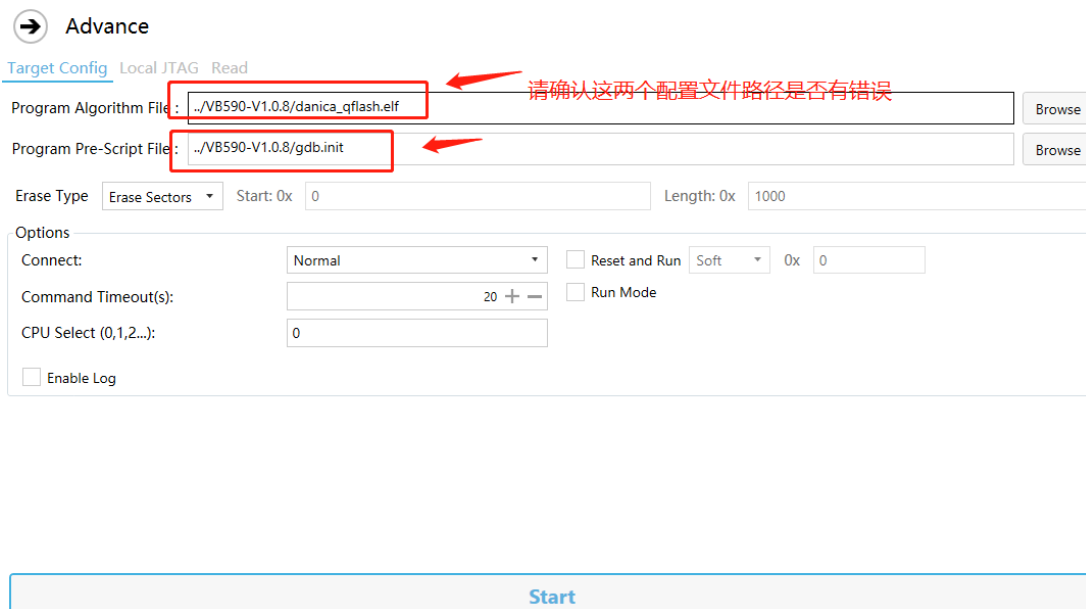 Advance
Target Config Local JTAG Read
请确认这两个配置文件路径是否有错误
Program Algorithm File : ../VB590-V1.0.8/danica_qflash.elf Browse
Program Pre-Script File : ../VB590-V1.0.8/gdb.init Browse
Erase Type Erase Sectors Start: 0x 0 Length: 0x 1000
Options
Connect: Normal Reset and Run Soft 0x 0
Command Timeout(s): 20 Run Mode
CPU Select (0,1,2...): 0
Enable Log
Start